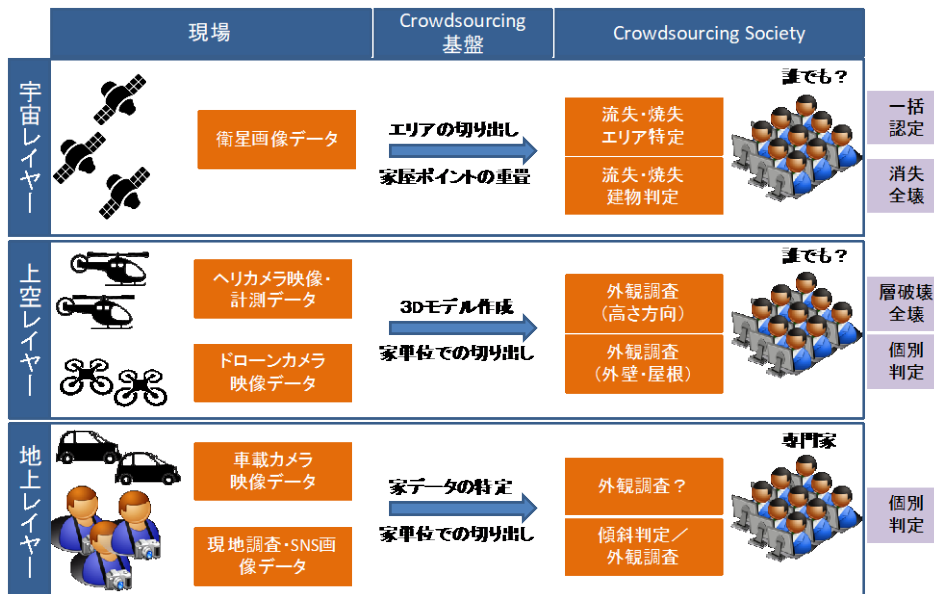 現場
Crowdsourcing
基盤
Crowdsourcing Society
宇宙レイヤー
衛星画像データ
エリアの切り出し
家屋ポイントの重畳
流失・焼失
エリア特定
流失・焼失
建物判定
誰でも？
一括
認定
消失
全壊
上空レイヤー
ヘリカメラ映像・
計測データ
ドローンカメラ
映像データ
3Dモデル作成
家単位での切り出し
外観調査
（高さ方向）
外観調査
（外壁・屋根）
誰でも？
層破壊
全壊
個別
判定
地上レイヤー
車載カメラ
映像データ
現地調査・SNS画
像データ
家データの特定
家単位での切り出し
外観調査？
傾斜判定／
外観調査
専門家
個別
判定